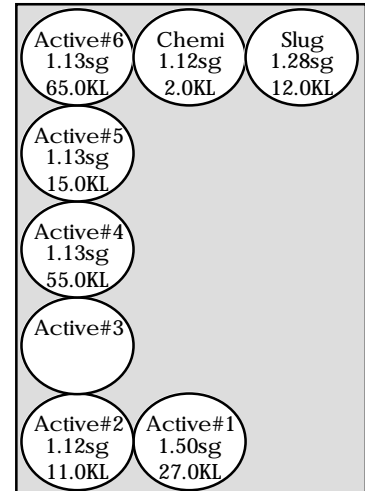 Active#6
1.13sg
65.0KL
Chemi
1.12sg
2.0KL
Slug
1.28sg
12.0KL
Active#5
1.13sg
15.0KL
Active#4
1.13sg
55.0KL
Active#3
Active#2
1.12sg
11.0KL
Active#1
1.50sg
27.0KL